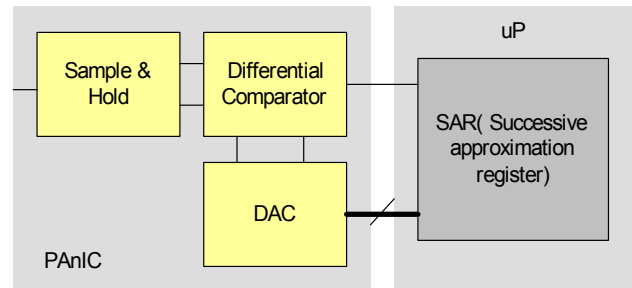 uP
Sample &
Hold
Differential
Comparator
SAR( Successive
approximation
register)
DAC
PAnIC